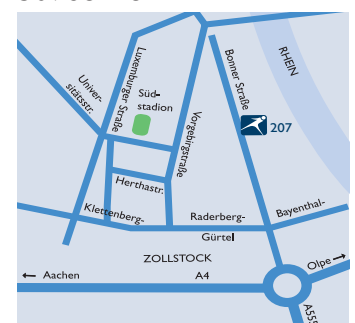 Luxemburger Straße
Bonner Straße
RHEIN
Univer-
sitätsstr.
Süd-
stadion
Vorgebirgstraße
207
Herthastr.
Klettenberg-
Raderberg-
Bayenthal-
Gürtel
ZOLLSTOCK
Olpe →
← Aachen
A4
A555